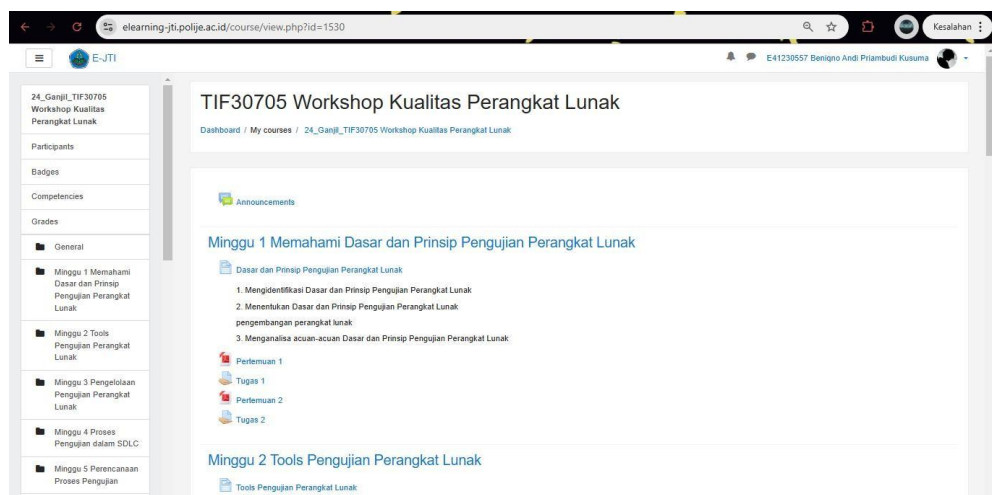 elearning-jti.polije.ac.id/course/view.php?id=1530
Kesalahan
E-JTI
E41230557 Benigno Andi Priambudi Kusuma
24_Ganjil_TIF30705
Workshop Kualitas
Perangkat Lunak
Participants
Badges
Competencies
Grades
General
Minggu 1 Memahami
Dasar dan Prinsip
Pengujian Perangkat
Lunak
Minggu 2 Tools
Pengujian Perangkat
Lunak
Minggu 3 Pengelolaan
Pengujian Perangkat
Lunak
Minggu 4 Proses
Pengujian dalam SDLC
Minggu 5 Perencanaan
Proses Pengujian
TIF30705 Workshop Kualitas Perangkat Lunak
Dashboard / My courses / 24_Ganjil_TIF30705 Workshop Kualitas Perangkat Lunak
Announcements
Minggu 1 Memahami Dasar dan Prinsip Pengujian Perangkat Lunak
Dasar dan Prinsip Pengujian Perangkat Lunak
1. Mengidentifikasi Dasar dan Prinsip Pengujian Perangkat Lunak
2. Menentukan Dasar dan Prinsip Pengujian Perangkat Lunak
pengembangan perangkat lunak
3. Menganalisa acuan-acuan Dasar dan Prinsip Pengujian Perangkat Lunak
Pertemuan 1
Tugas 1
Pertemuan 2
Tugas 2
Minggu 2 Tools Pengujian Perangkat Lunak
Tools Pengujian Perangkat Lunak